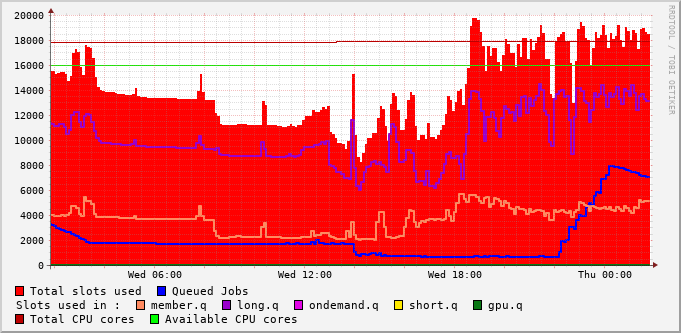 RRDTOOL / TOBI OETIKER
20000
18000
16000
14000
12000
10000
8000
6000
4000
2000
0
Wed 06:00 Wed 12:00 Wed 18:00 Thu 00:00
Total slots used Queued Jobs
Slots used in : member.q long.q ondemand.q short.q gpu.q
Total CPU cores Available CPU cores